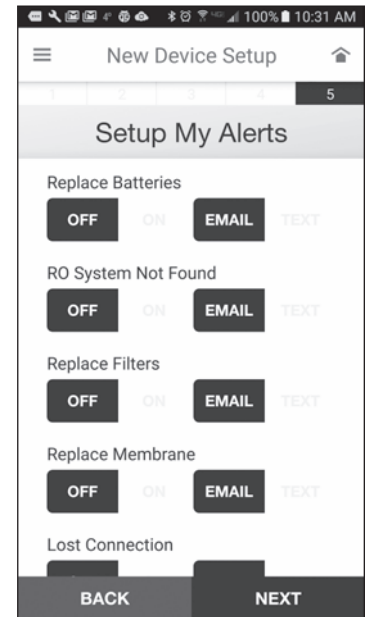 4° 100% 10:31 AM
New Device Setup
1 2 3 4 5
Setup My Alerts
Replace Batteries
OFF ON EMAIL TEXT
RO System Not Found
OFF ON EMAIL TEXT
Replace Filters
OFF ON EMAIL TEXT
Replace Membrane
OFF ON EMAIL TEXT
Lost Connection
BACK NEXT